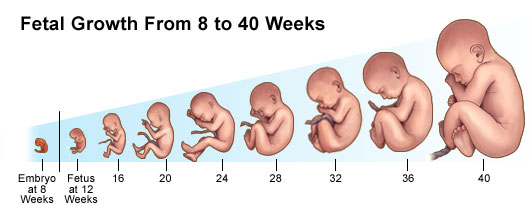 Fetal Growth From 8 to 40 Weeks
Embryo
at 8
Weeks
Fetus
at 12
Weeks
16
20
24
28
32
36
40